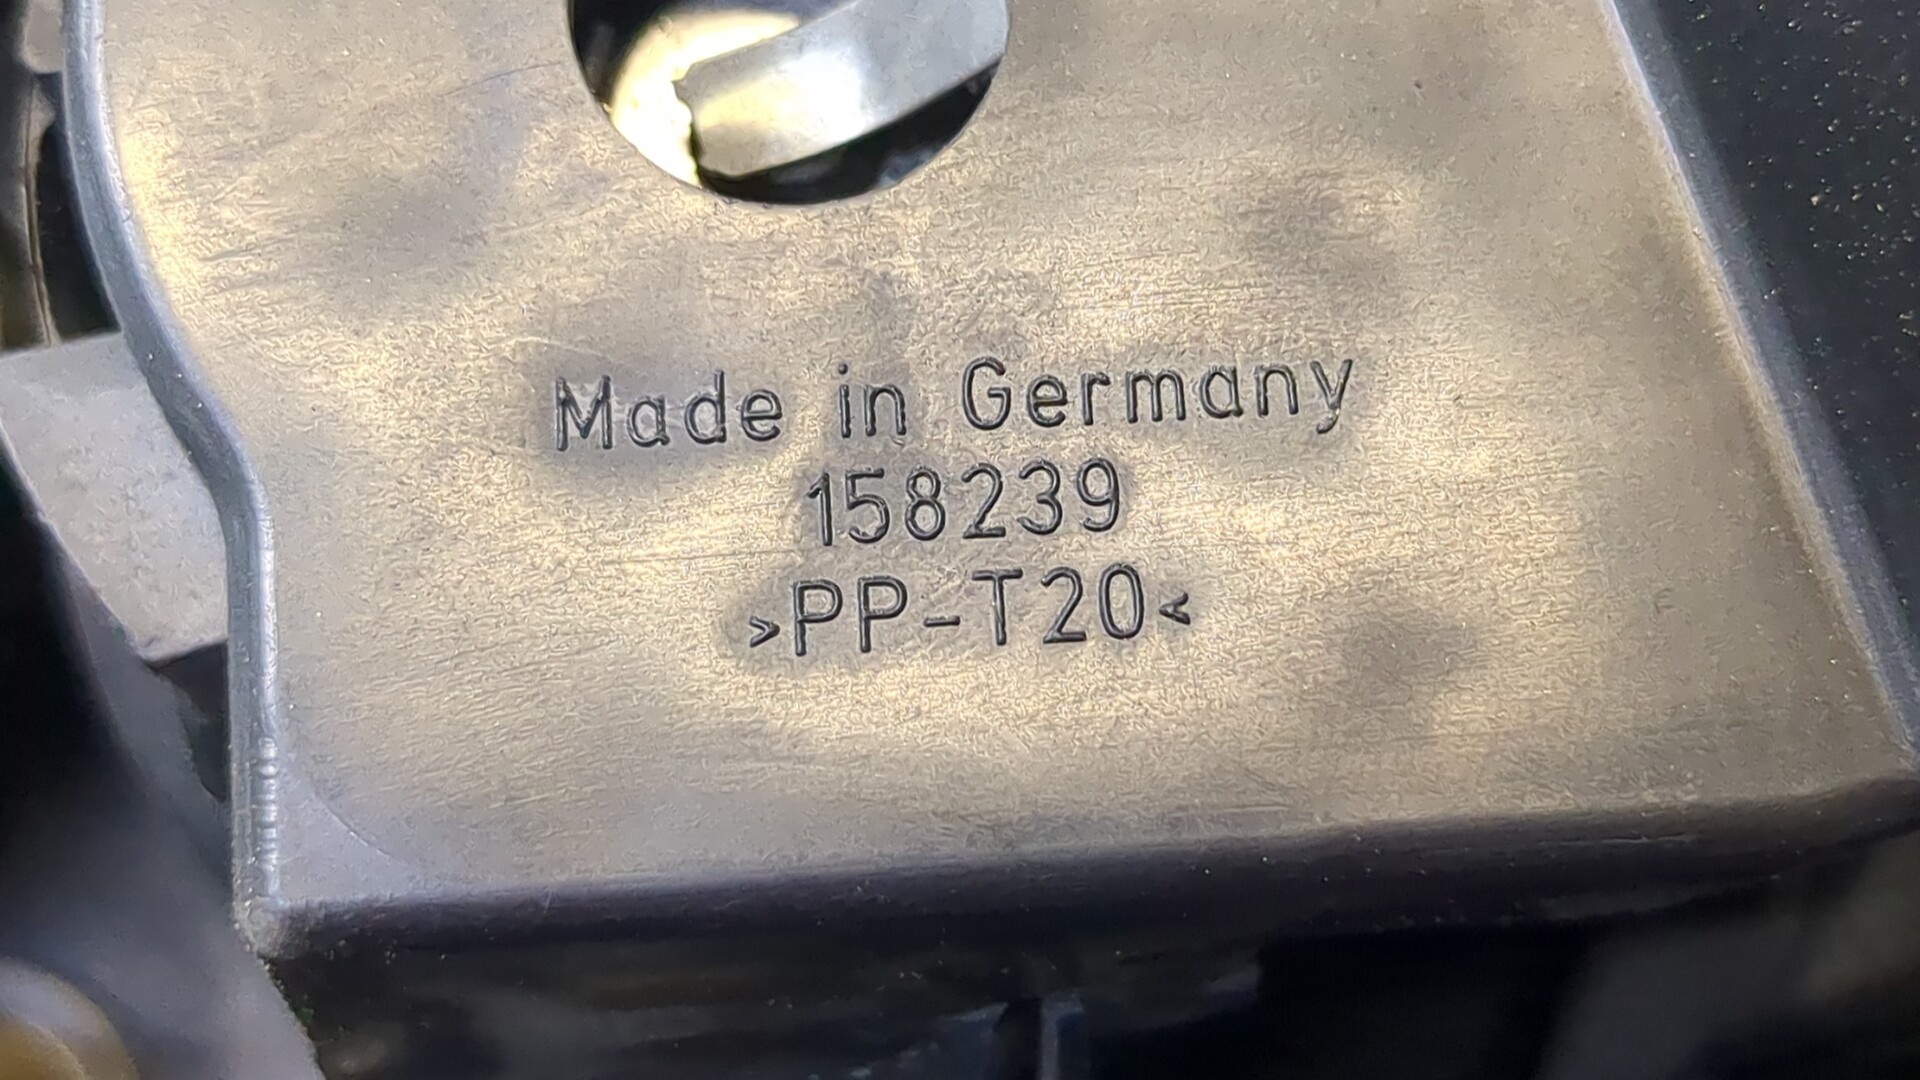 Made in Germany
158239
>PP-T20<